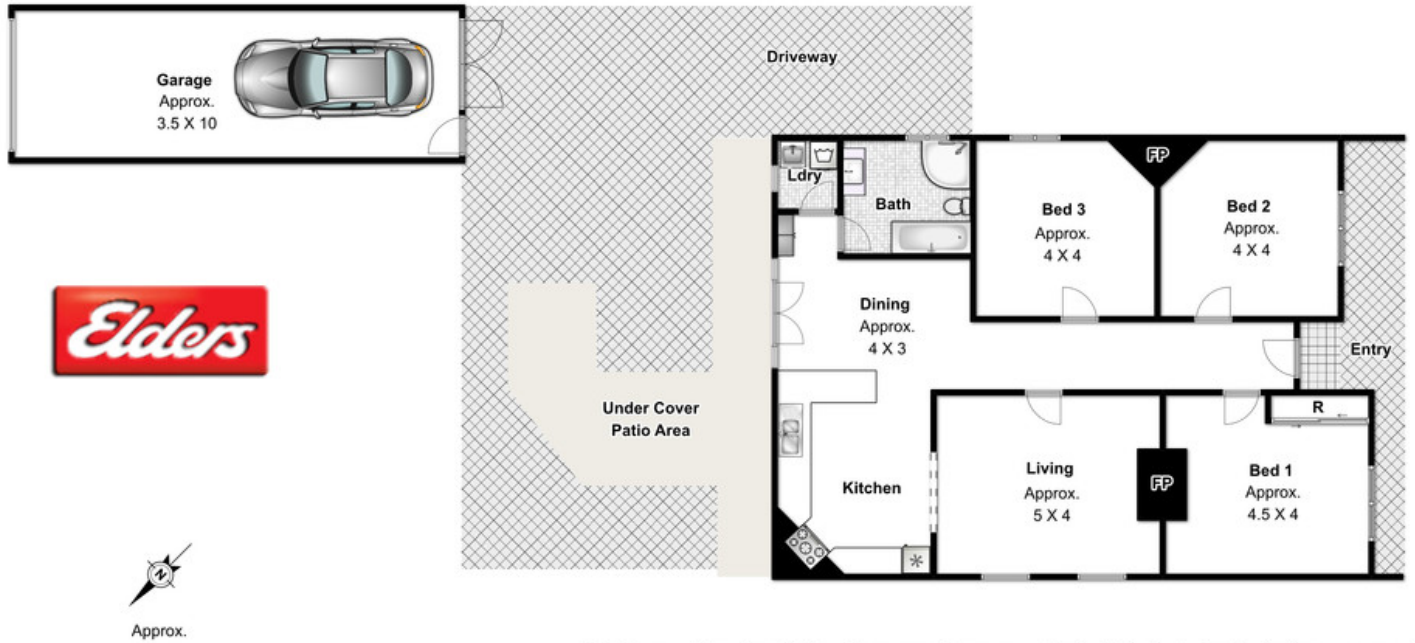 Garage
Approx.
3.5 X 10
Driveway
Ldry
Bath
FP
Bed 3
Approx.
4 X 4
Bed 2
Approx.
4 X 4
Elders
Dining
Approx.
4 X 3
Entry
Under Cover
Patio Area
R
Kitchen
Living
Approx.
5 X 4
FP
Bed 1
Approx.
4.5 X 4
N
Approx.